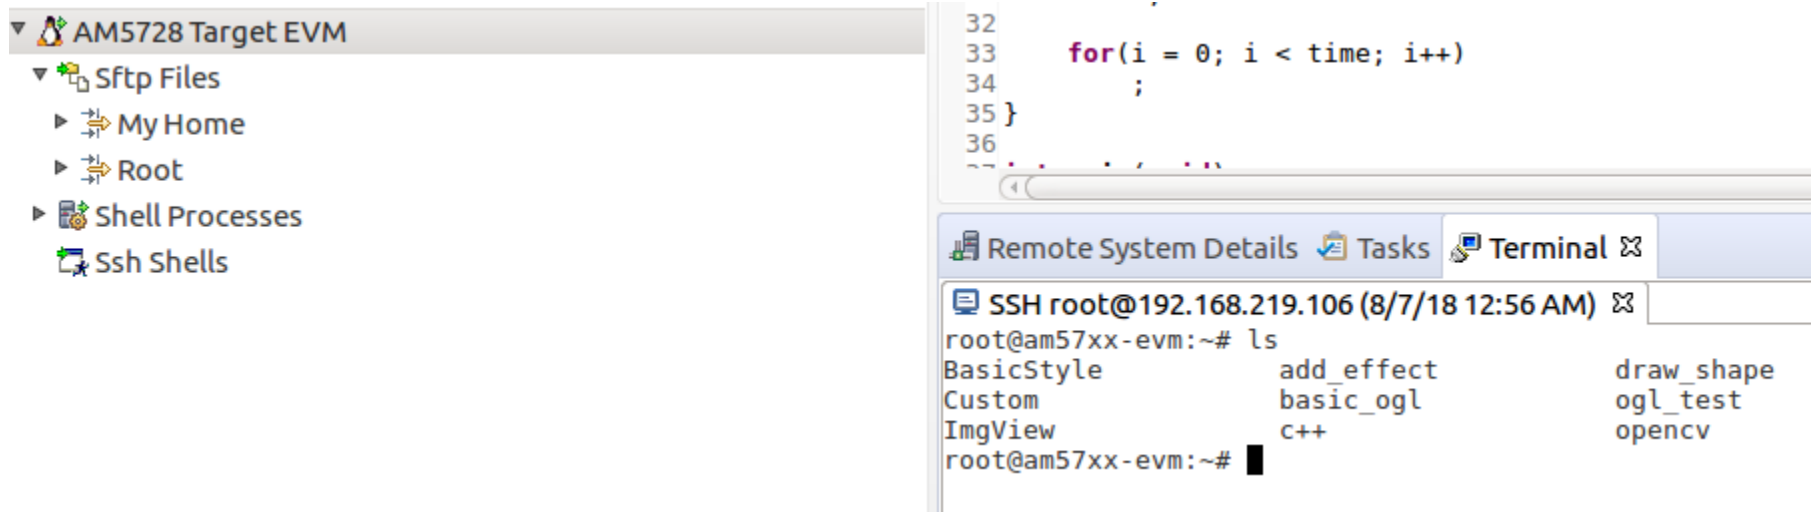 AM5728 Target EVM
Sftp Files
My Home
Root
Shell Processes
Ssh Shells
32
33 for(i = 0; i < time; i++)
34 ;
35 }
36
Remote System Details Tasks Terminal
SSH root@192.168.219.106 (8/7/18 12:56 AM)
root@am57xx-evm:~# ls
BasicStyle add_effect draw_shape
Custom basic_ogl ogl_test
ImgView c++ opencv
root@am57xx-evm:~#